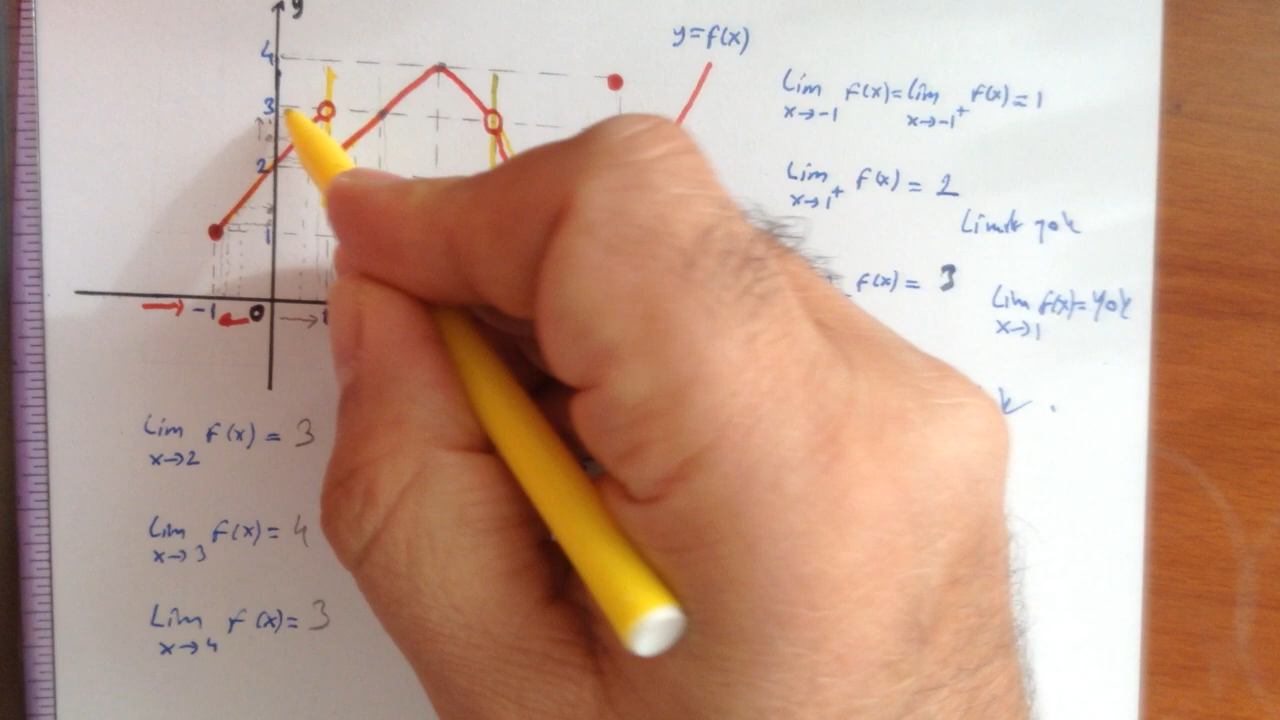 y
4
3
2
1
-1
0
1
y=f(x)
Lim f(x)=lim f(x)=1
x→-1 x→-1⁺
Lim f(x) = 2
x→1⁺
Limit yok
f(x) = 3
Lim f(x)=yok
x→1
Lim f(x) = 3
x→2
Lim f(x)= 4
x→3
Lim f(x)= 3
x→4